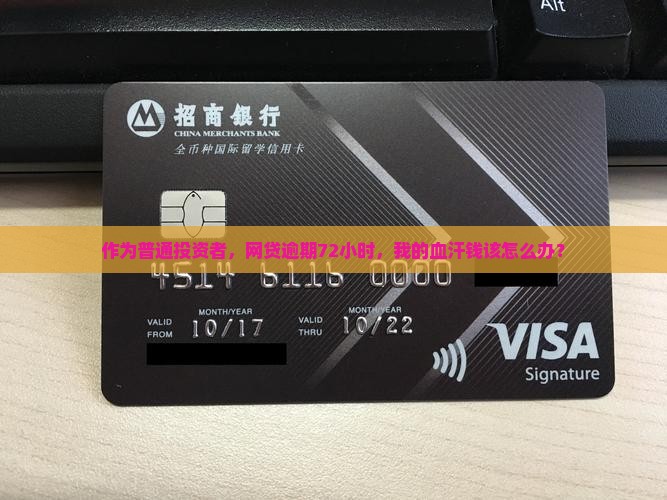 Alt
招商銀行
CHINA MERCHANTS BANK
全币种国际留学信用卡
作为普通投资者，网贷逾期72小时，我的血汗钱该怎么办？
4514 6116 0000
MONTH/YEAR MONTH/YEAR
VALID FROM 10/17 VALID THRU 10/22
VISA
Signature